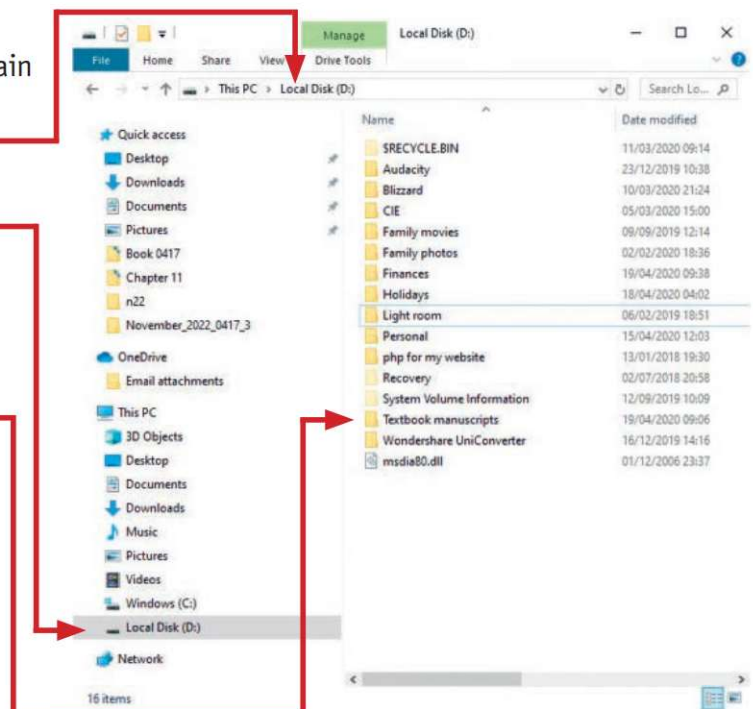 ain
Manage Local Disk (D:)
File Home Share View Drive Tools
This PC > Local Disk (D:) Search Lo...
Name Date modified
Quick access
Desktop
Downloads
Documents
Pictures
Book 0417
Chapter 11
n22
November_2022_0417_3
OneDrive
Email attachments
This PC
3D Objects
Desktop
Documents
Downloads
Music
Pictures
Videos
Windows (C:)
Local Disk (D:)
Network
$RECYCLE.BIN 11/03/2020 09:14
Audacity 23/12/2019 10:38
Blizzard 10/03/2020 21:24
CIE 05/03/2020 15:00
Family movies 09/09/2019 12:14
Family photos 02/02/2020 18:36
Finances 19/04/2020 09:38
Holidays 18/04/2020 04:02
Light room 06/02/2019 18:51
Personal 15/04/2020 12:03
php for my website 13/01/2018 19:30
Recovery 02/07/2018 20:58
System Volume Information 12/09/2019 10:09
Textbook manuscripts 19/04/2020 09:06
Wondershare UniConverter 16/12/2019 14:16
msdia80.dll 01/12/2006 23:37
16 items